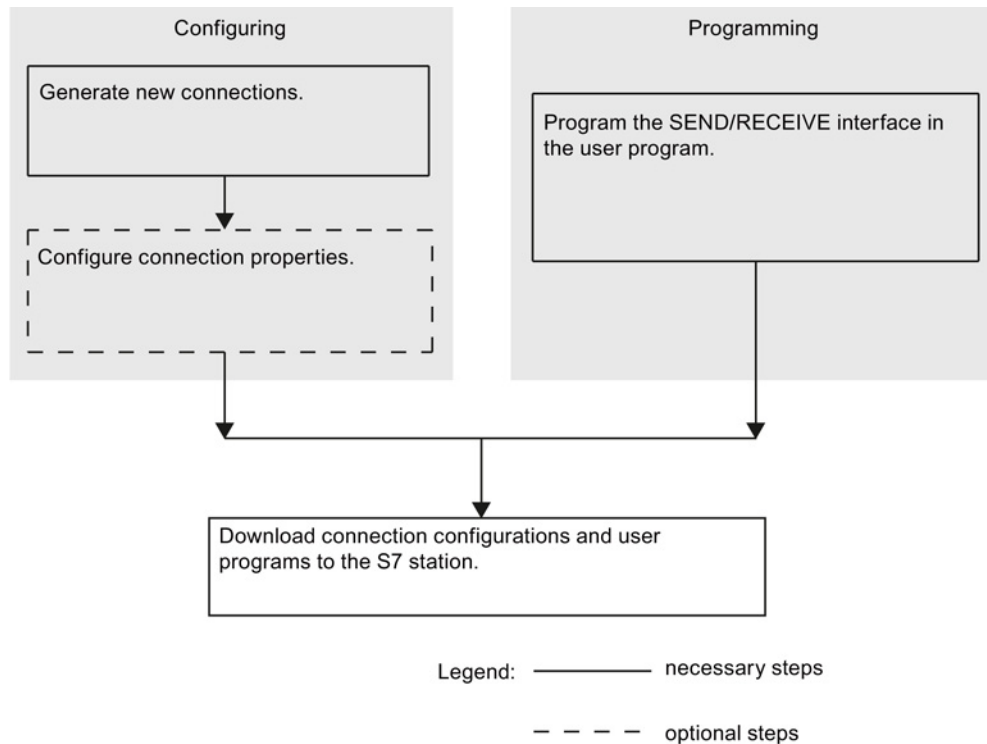 Configuring
Generate new connections.
Configure connection properties.
Programming
Program the SEND/RECEIVE interface in
the user program.
Download connection configurations and user
programs to the S7 station.
Legend:
necessary steps
optional steps